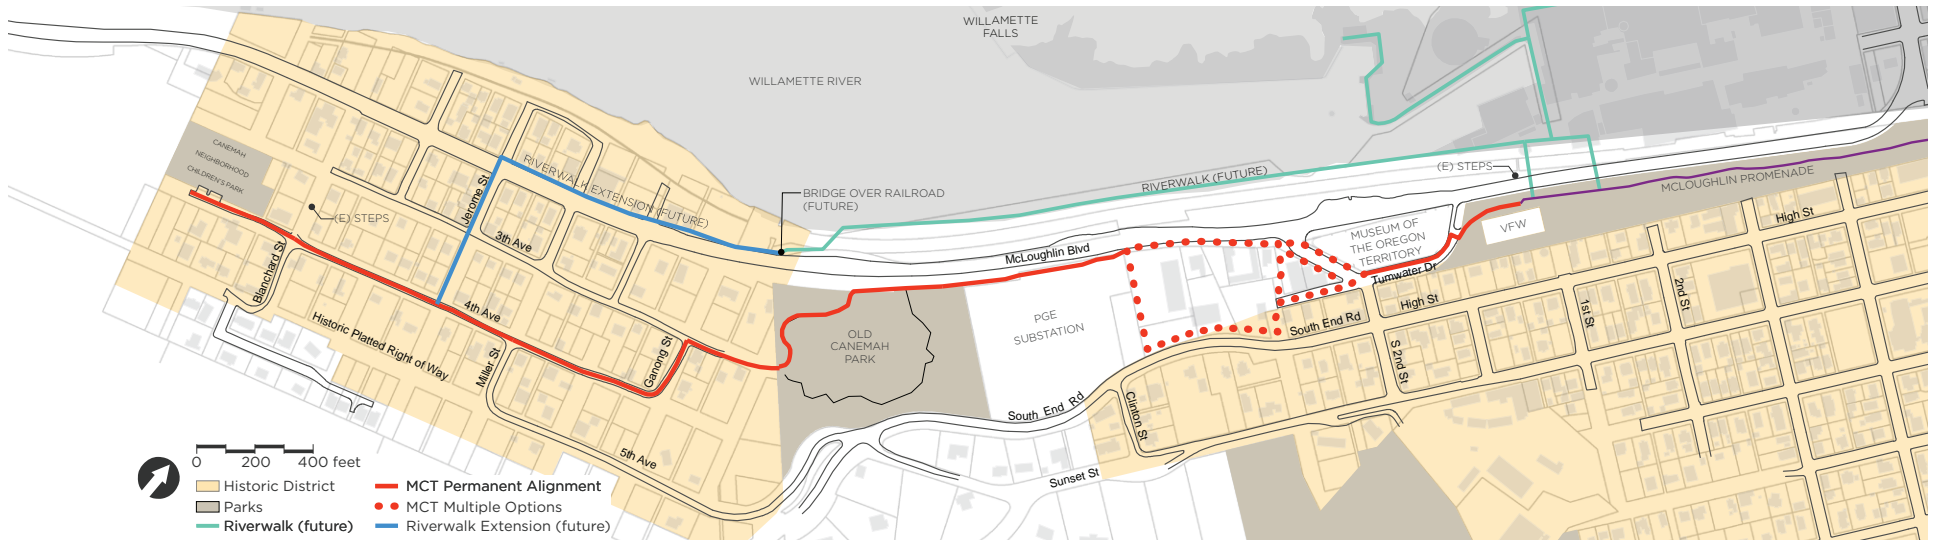 WILLAMETTE
FALLS
WILLAMETTE RIVER
CANEMAH
NEIGHBORHOOD
CHILDREN'S PARK
RIVERWALK EXTENSION (FUTURE)
(E) STEPS
Jerome St
3th Ave
BRIDGE OVER RAILROAD
(FUTURE)
RIVERWALK (FUTURE)
(E) STEPS
MCLOUGHLIN PROMENADE
High St
VFW
MUSEUM OF
THE OREGON
TERRITORY
McLoughlin Blvd
Tumwater Dr
High St
1st St
2nd St
Blanchard St
4th Ave
Historic Platted Right of Way
Miller St
Ganong St
OLD
CANEMAH
PARK
PGE
SUBSTATION
South End Rd
S 2nd St
South End Rd
Clinton St
5th Ave
Sunset St
0 200 400 feet
Historic District
Parks
Riverwalk (future)
MCT Permanent Alignment
MCT Multiple Options
Riverwalk Extension (future)